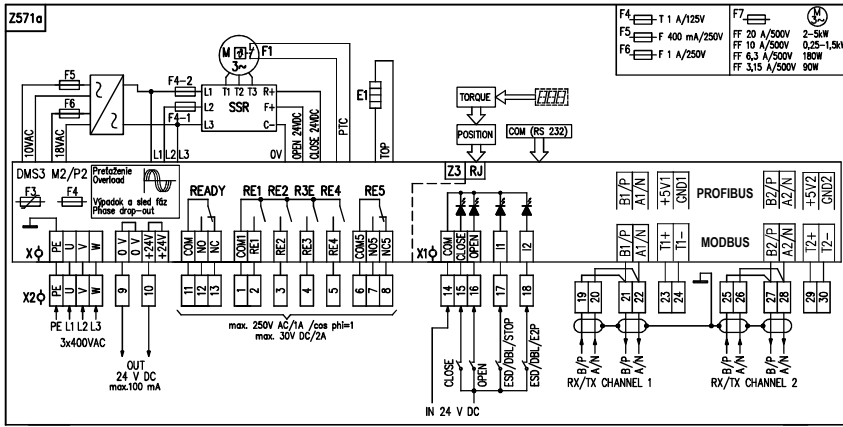 Z571a
F4 T 1 A/125V
F5 F 400 mA/250V
F6 F 1 A/250V
F7 M 3~
FF 20 A/500V 2-5kW
FF 10 A/500V 0,25-1,5kW
FF 6,3 A/500V 180W
FF 3,15 A/500V 90W
M F1
3~
F5
F6
F4-2
F4-1
T1 T2 T3
L1 R+
L2 SSR F+
L3 C-
10VAC
18VAC
L1 L2 L3
0V
OPEN 24VDC
CLOSE 24VDC
PTC
E1
TOP
TORQUE
POSITION
COM (RS 232)
DMS3 M2/P2
F3 F4
Preťaženie
Overload
Výpadok a sled fáz
Phase drop-out
Z3 RJ
READY RE1 RE2 R3E RE4 RE5
PROFIBUS
B1/P A1/N +5V1 GND1
B2/P A2/N +5V2 GND2
MODBUS
B1/P A1/N T1+ T1-
B2/P A2/N T2+ T2-
X
PE U V W
0 V 0 V +24V +24V
COM NO NC
COM1 RE1 RE2 RE3 RE4
COM5 NO5 NC5
X1
COM CLOSE OPEN I1 I2
X2
PE U V W
9 10
11 12 13
1 2 3 4 5
6 7 8
14 15 16 17 18
19 20 21 22 23 24
25 26 27 28 29 30
PE L1 L2 L3
3x400VAC
OUT
24 V DC
max.100 mA
max. 250V AC/1A /cos phi=1
max. 30V DC/2A
CLOSE
OPEN
ESD/DBL/STOP
ESD/DBL/E2P
IN 24 V DC
B/P A/N B/P A/N
RX/TX CHANNEL 1
B/P A/N B/P A/N
RX/TX CHANNEL 2